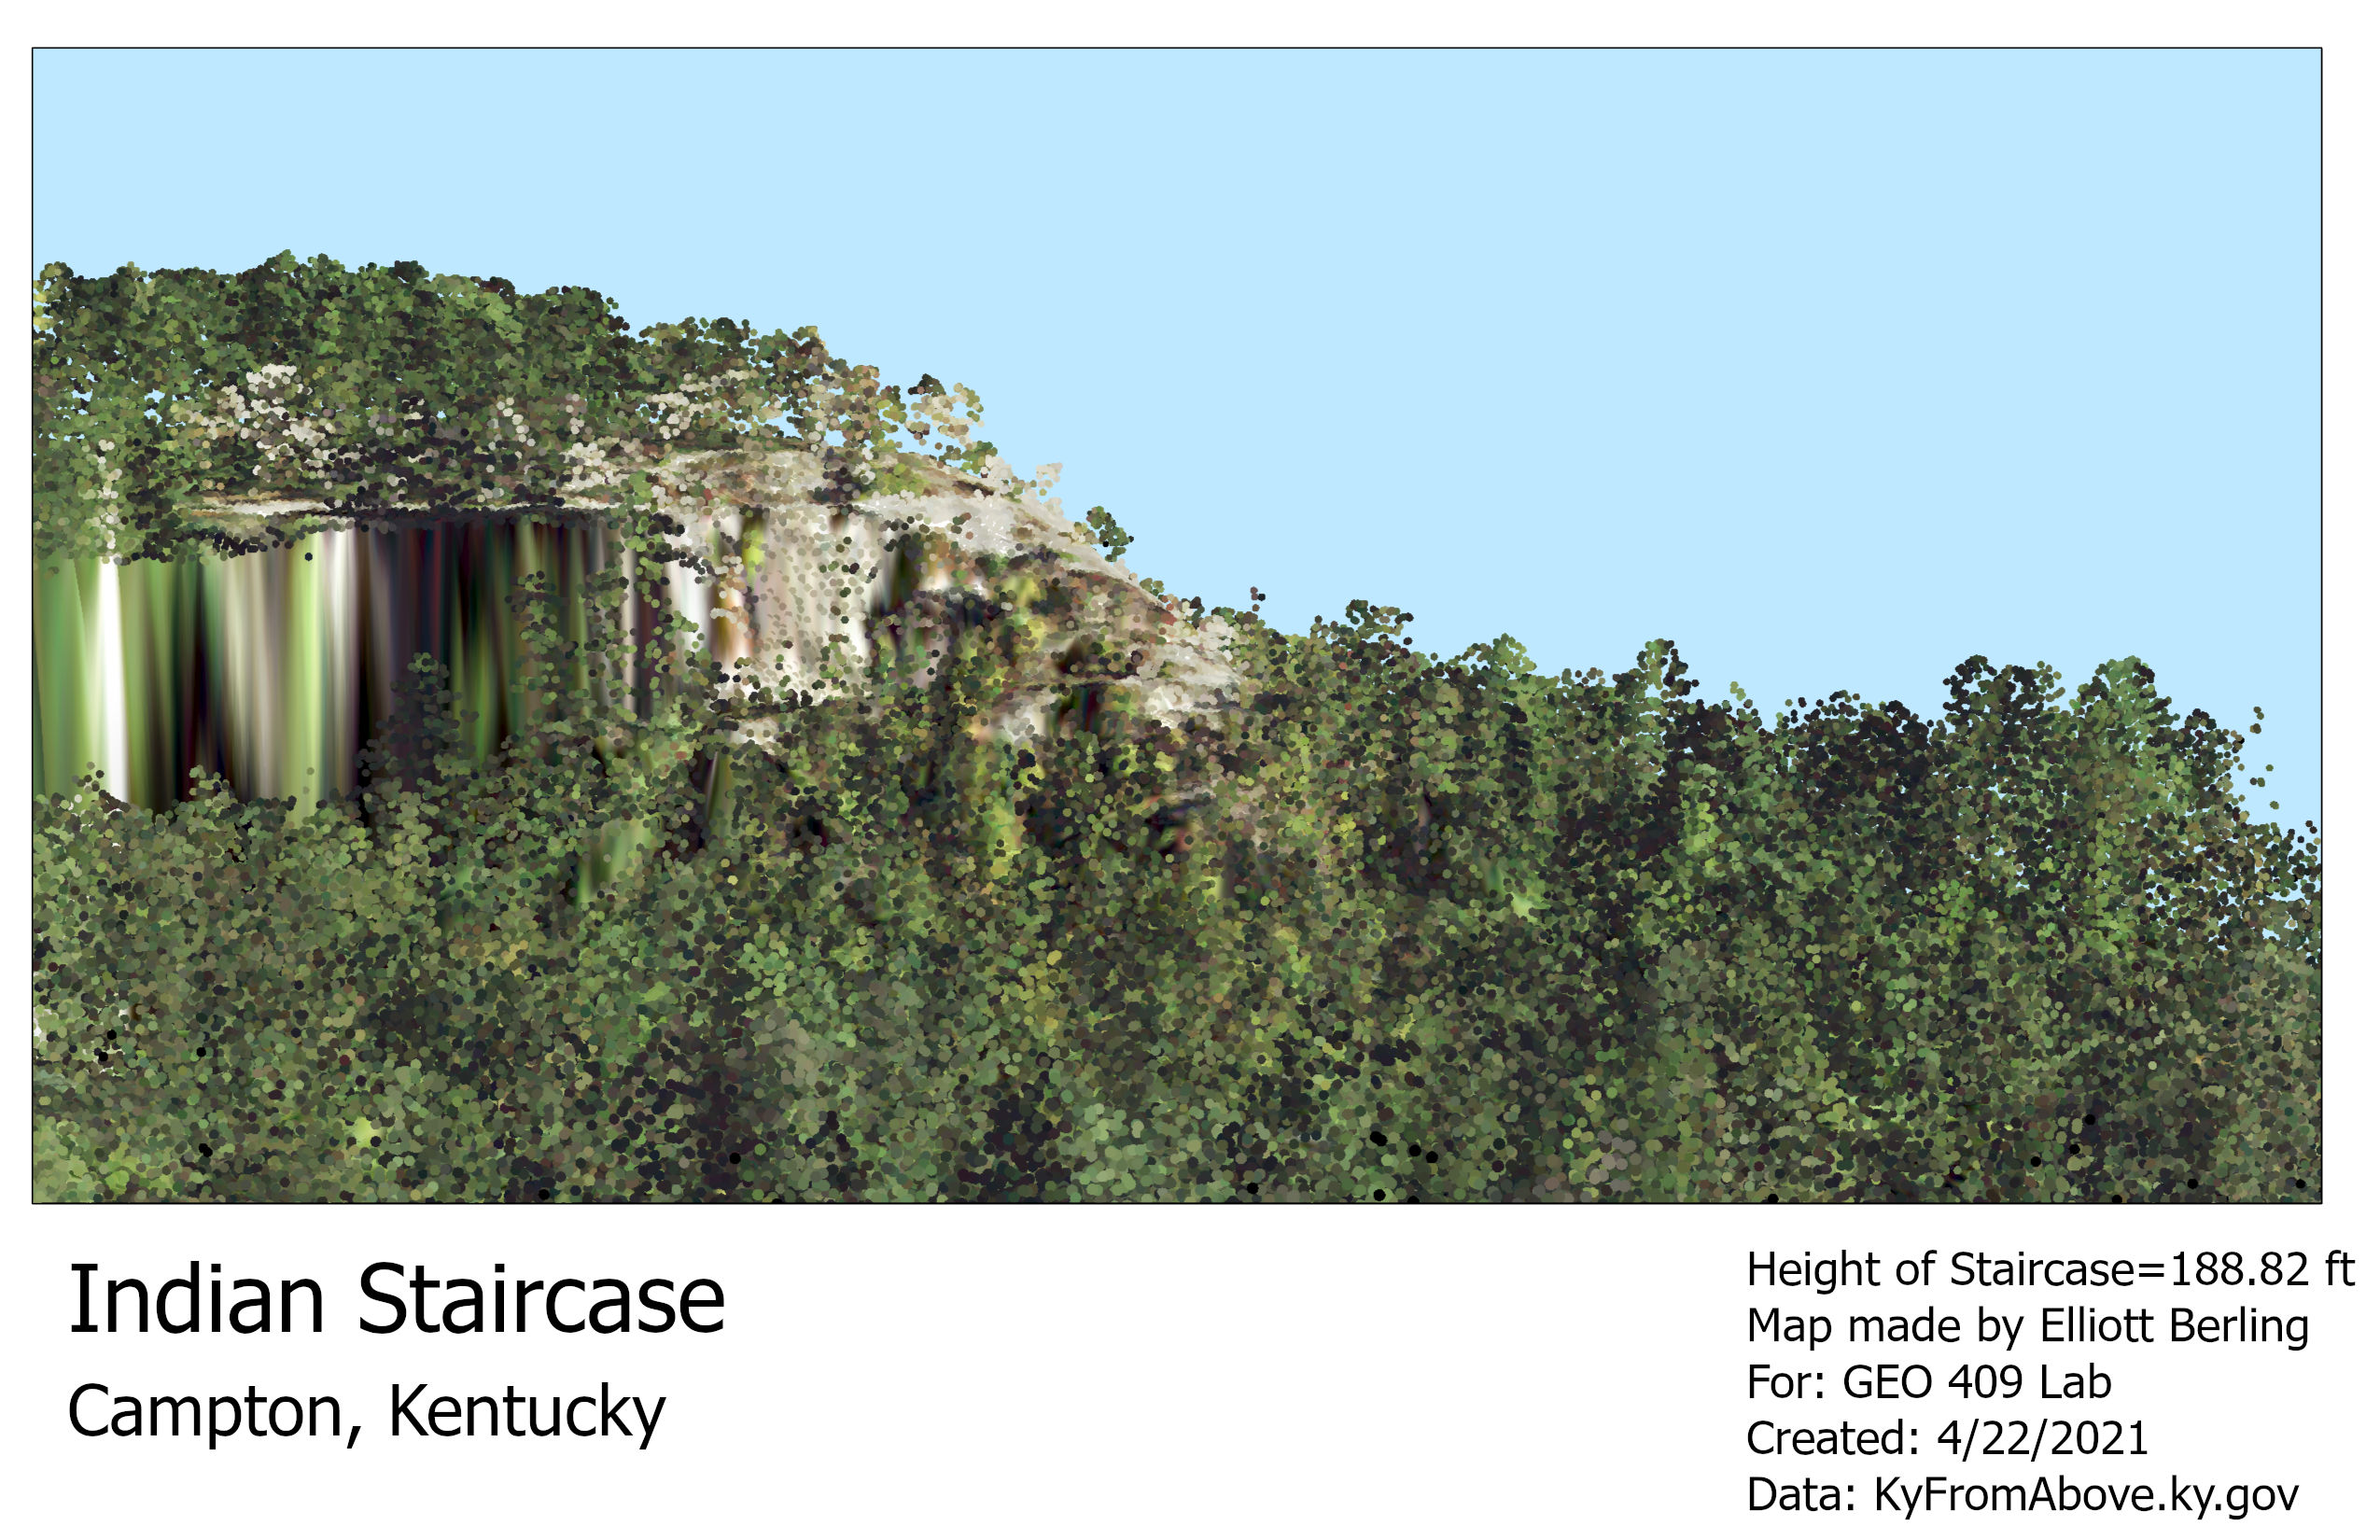 Indian Staircase
Campton, Kentucky
Height of Staircase=188.82 ft
Map made by Elliott Berling
For: GEO 409 Lab
Created: 4/22/2021
Data: KyFromAbove.ky.gov